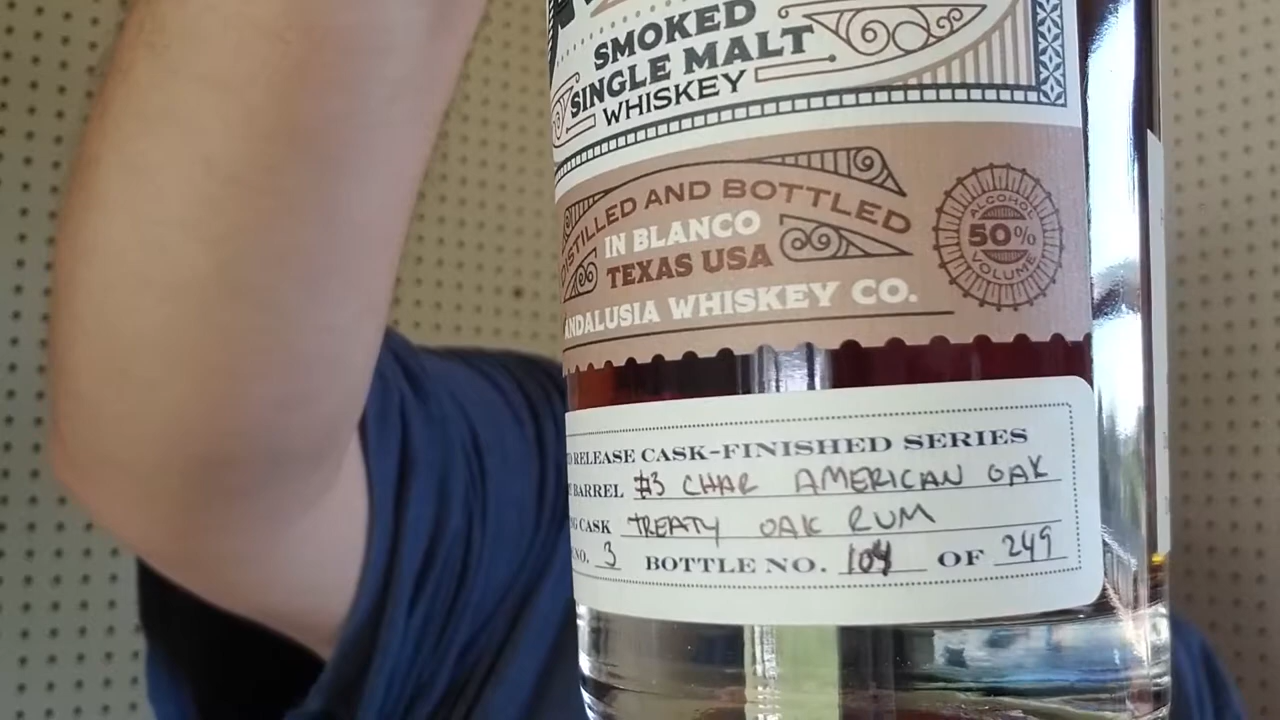 SMOKED
SINGLE MALT
WHISKEY
DISTILLED AND BOTTLED
IN BLANCO
TEXAS USA
ANDALUSIA WHISKEY CO.
ALCOHOL
50%
VOLUME
RELEASE CASK-FINISHED SERIES
BARREL #3 CHAR AMERICAN OAK
CASK TREATY OAK RUM
NO. 3 BOTTLE NO. 104 OF 249